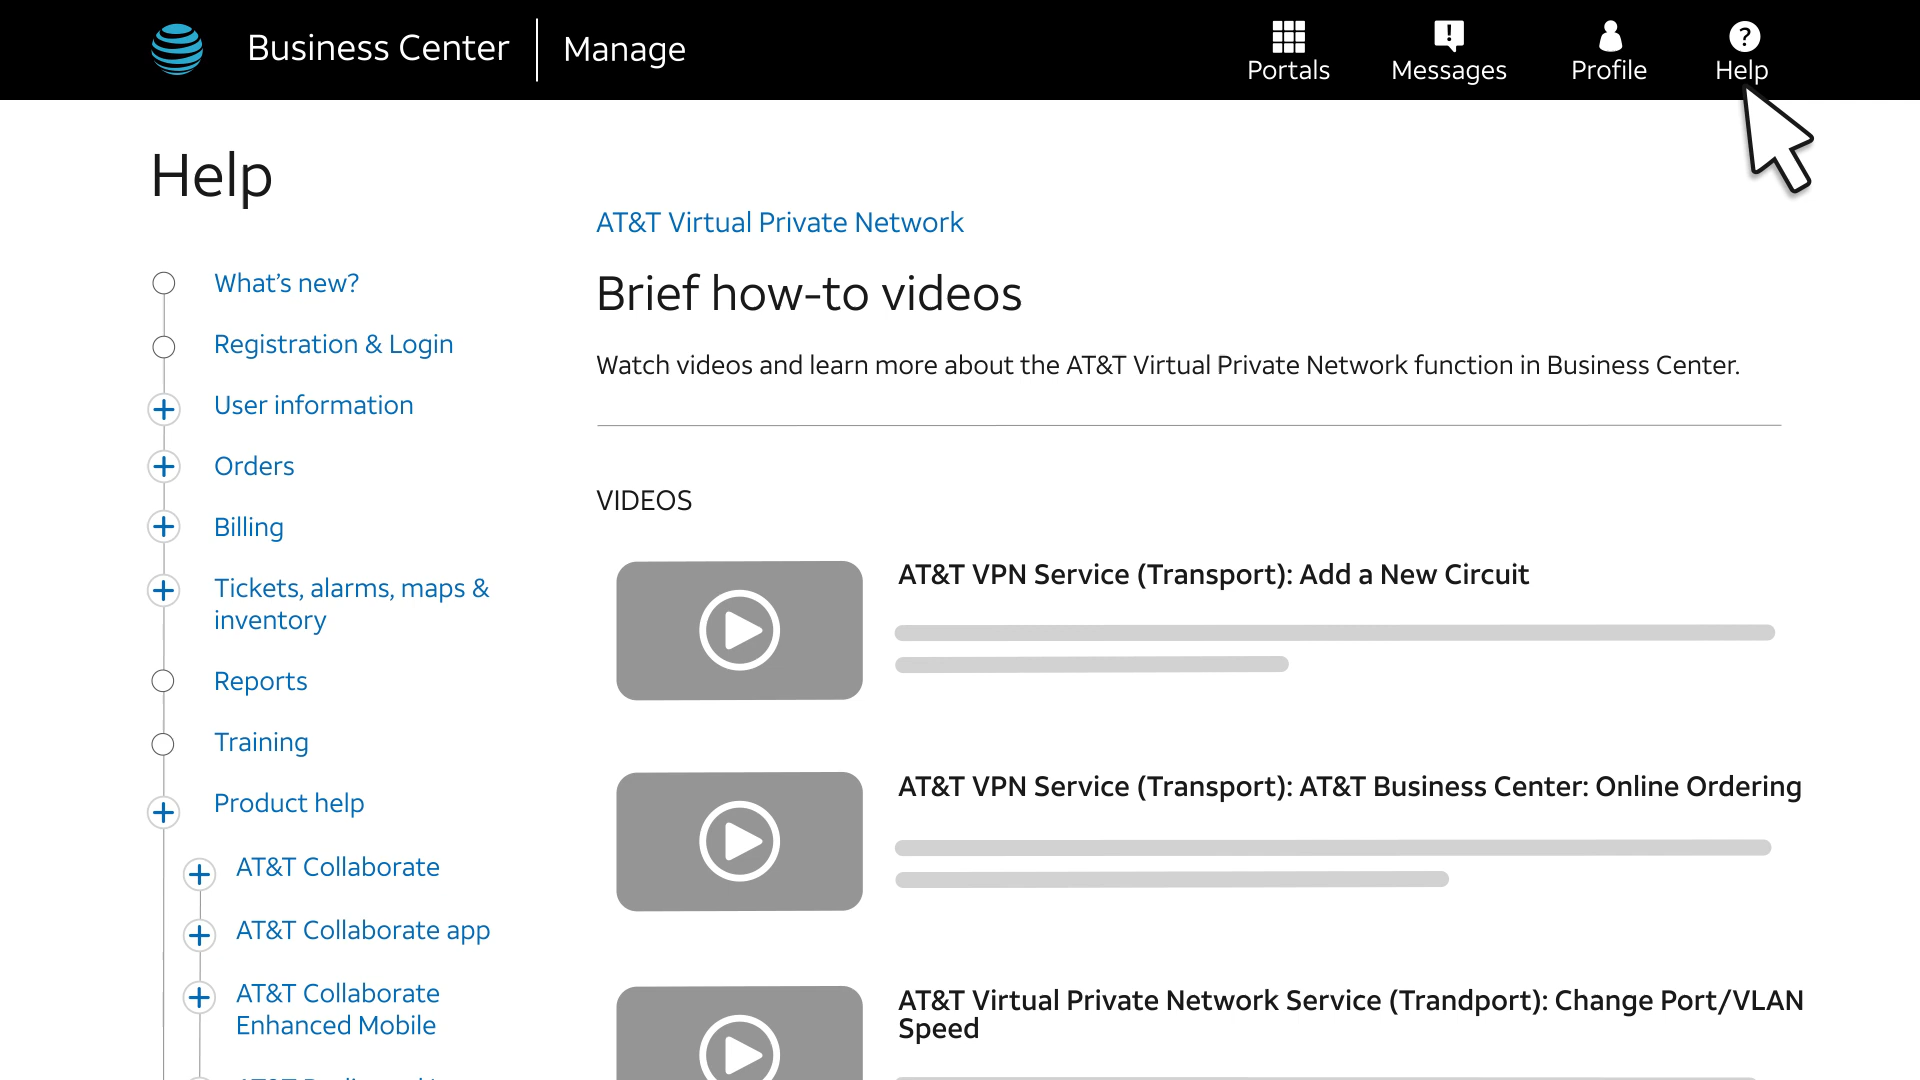 Business Center
Manage
Portals
Messages
Profile
Help
Help
What's new?
Registration & Login
User information
Orders
Billing
Tickets, alarms, maps &
inventory
Reports
Training
Product help
AT&T Collaborate
AT&T Collaborate app
AT&T Collaborate
Enhanced Mobile
AT&T Virtual Private Network
Brief how-to videos
Watch videos and learn more about the AT&T Virtual Private Network function in Business Center.
VIDEOS
AT&T VPN Service (Transport): Add a New Circuit
AT&T VPN Service (Transport): AT&T Business Center: Online Ordering
AT&T Virtual Private Network Service (Trandport): Change Port/VLAN
Speed